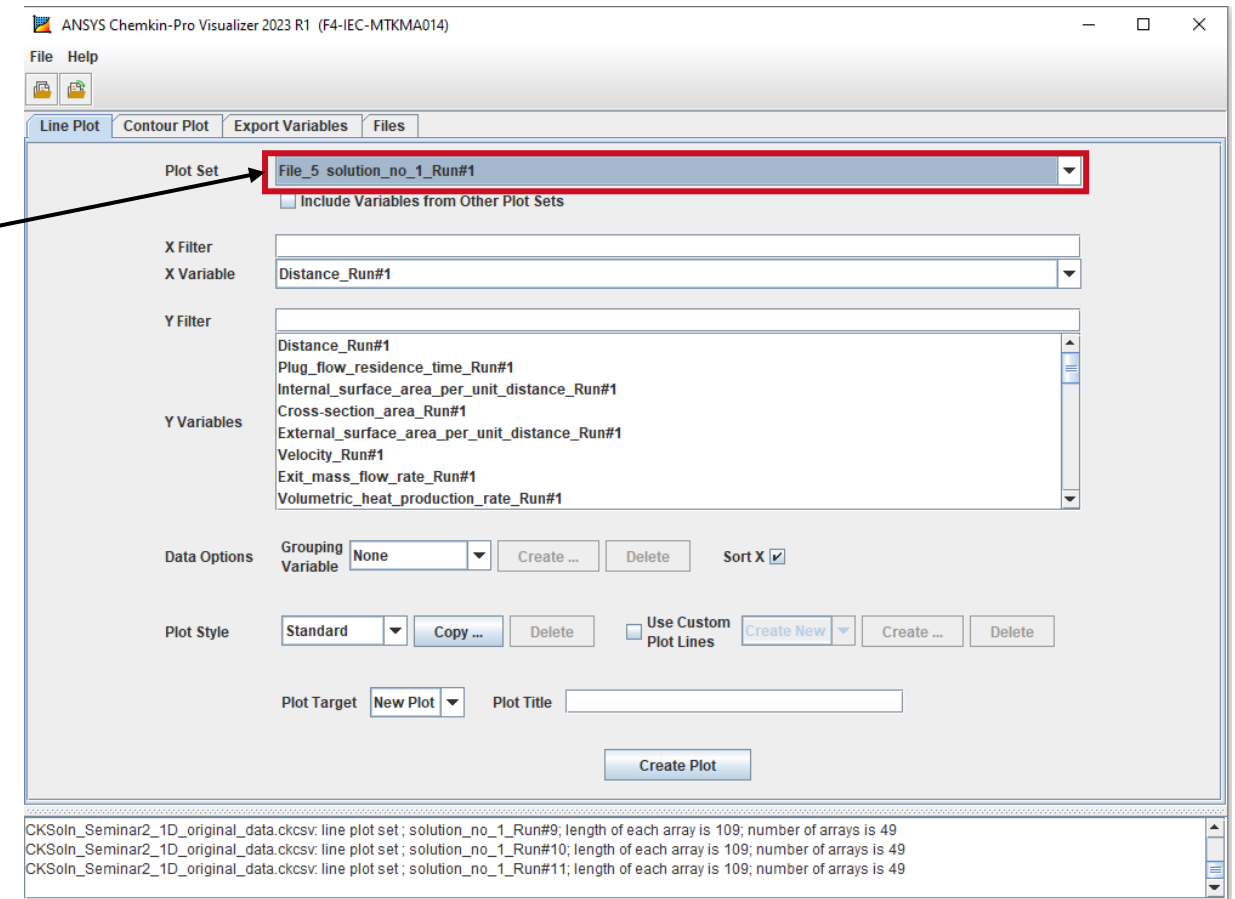 ANSYS Chemkin-Pro Visualizer 2023 R1 (F4-IEC-MTKMA014)
File Help
Line Plot Contour Plot Export Variables Files
Plot Set File_5 solution_no_1_Run#1
Include Variables from Other Plot Sets
X Filter
X Variable Distance_Run#1
Y Filter
Y Variables
Distance_Run#1
Plug_flow_residence_time_Run#1
Internal_surface_area_per_unit_distance_Run#1
Cross-section_area_Run#1
External_surface_area_per_unit_distance_Run#1
Velocity_Run#1
Exit_mass_flow_rate_Run#1
Volumetric_heat_production_rate_Run#1
Data Options Grouping Variable None Create ... Delete Sort X
Plot Style Standard Copy ... Delete Use Custom Plot Lines Create New Create ... Delete
Plot Target New Plot Plot Title
Create Plot
CKSoln_Seminar2_1D_original_data.ckcsv: line plot set ; solution_no_1_Run#9; length of each array is 109; number of arrays is 49
CKSoln_Seminar2_1D_original_data.ckcsv: line plot set ; solution_no_1_Run#10; length of each array is 109; number of arrays is 49
CKSoln_Seminar2_1D_original_data.ckcsv: line plot set ; solution_no_1_Run#11; length of each array is 109; number of arrays is 49